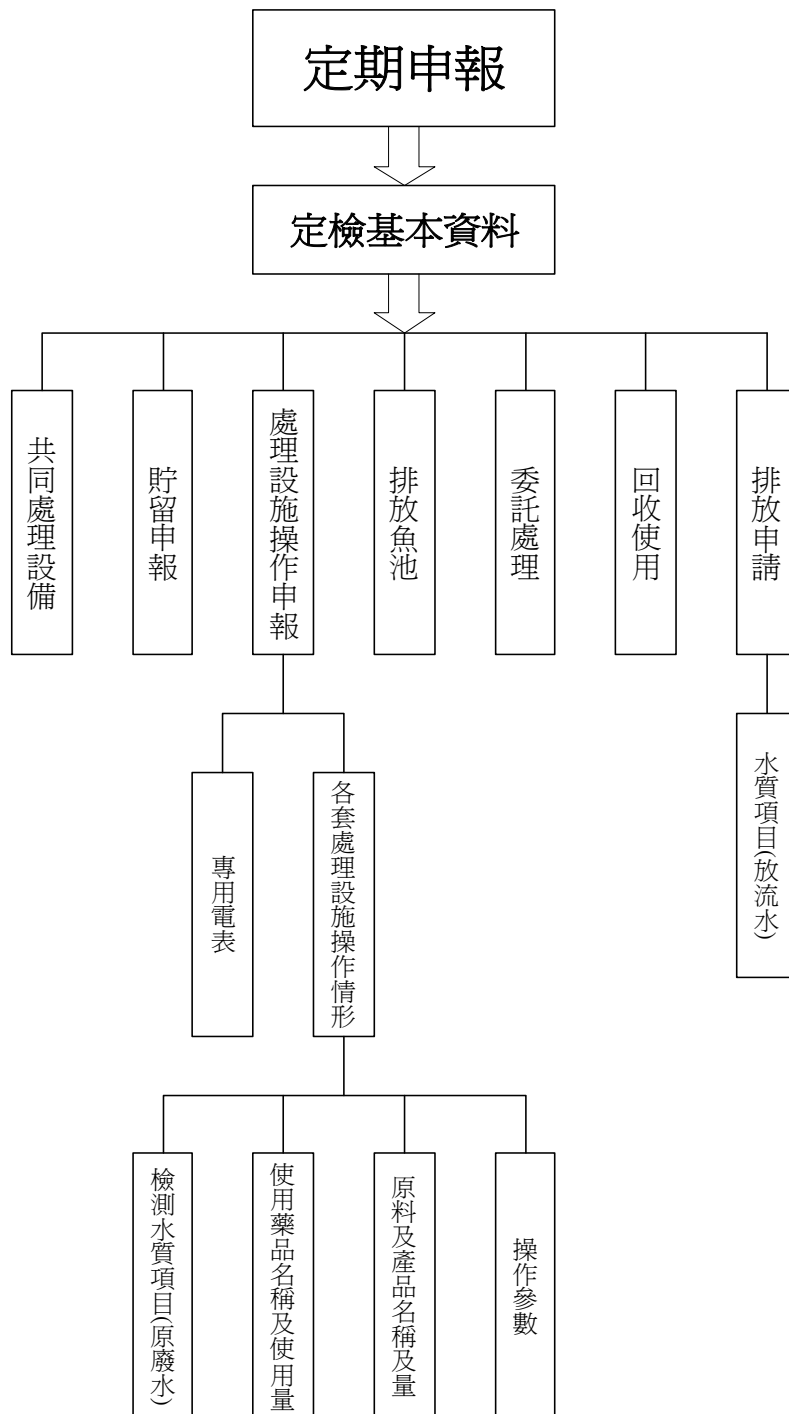 定期申報
定檢基本資料
共同處理設備
貯留申報
處理設施操作申報
排放魚池
委託處理
回收使用
排放申請
專用電表
各套處理設施操作情形
水質項目(放流水)
檢測水質項目(原廢水)
使用藥品名稱及使用量
原料及產品名稱及量
操作參數